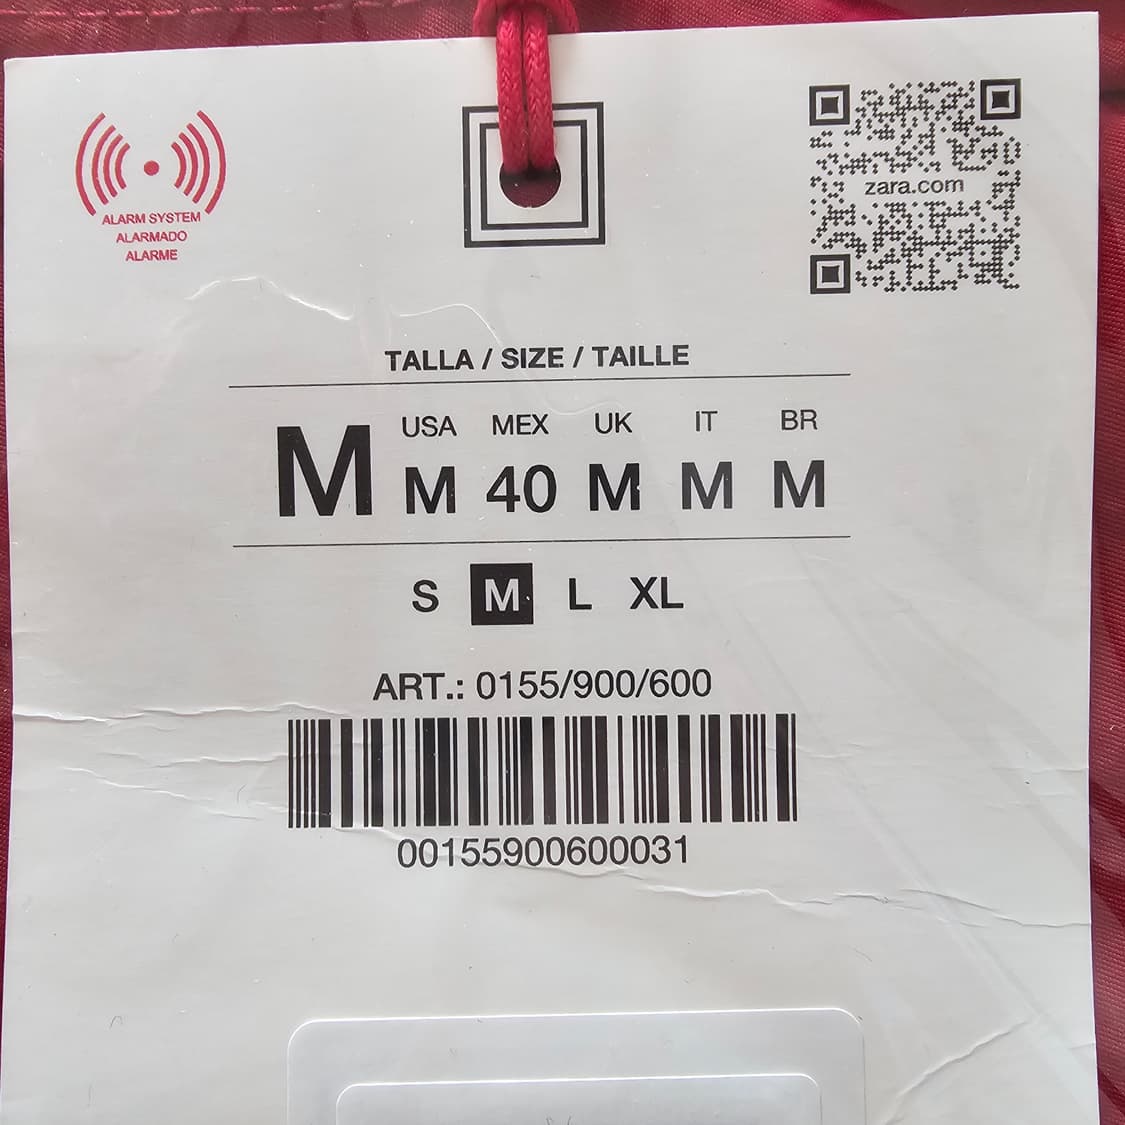 ALARM SYSTEM
ALARMADO
ALARME
zara.com
TALLA / SIZE / TAILLE
USA MEX UK IT BR
M M 40 M M M
S M L XL
ART.: 0155/900/600
00155900600031